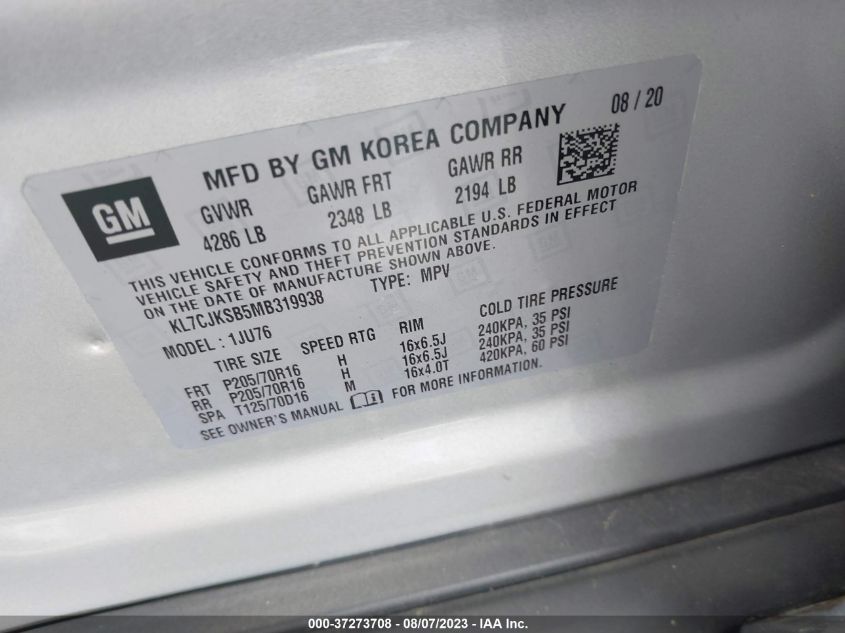 MFD BY GM KOREA COMPANY 08 / 20
GM
GVWR GAWR FRT GAWR RR
4286 LB 2348 LB 2194 LB
THIS VEHICLE CONFORMS TO ALL APPLICABLE U.S. FEDERAL MOTOR
VEHICLE SAFETY AND THEFT PREVENTION STANDARDS IN EFFECT
ON THE DATE OF MANUFACTURE SHOWN ABOVE.
KL7CJKSB5MB319938 TYPE: MPV
MODEL: 1JU76
TIRE SIZE SPEED RTG RIM COLD TIRE PRESSURE
FRT P205/70R16 H 16x6.5J 240KPA, 35 PSI
RR P205/70R16 H 16x6.5J 240KPA, 35 PSI
SPA T125/70D16 M 16x4.0T 420KPA, 60 PSI
SEE OWNER'S MANUAL FOR MORE INFORMATION.
000-37273708 - 08/07/2023 - IAA Inc.